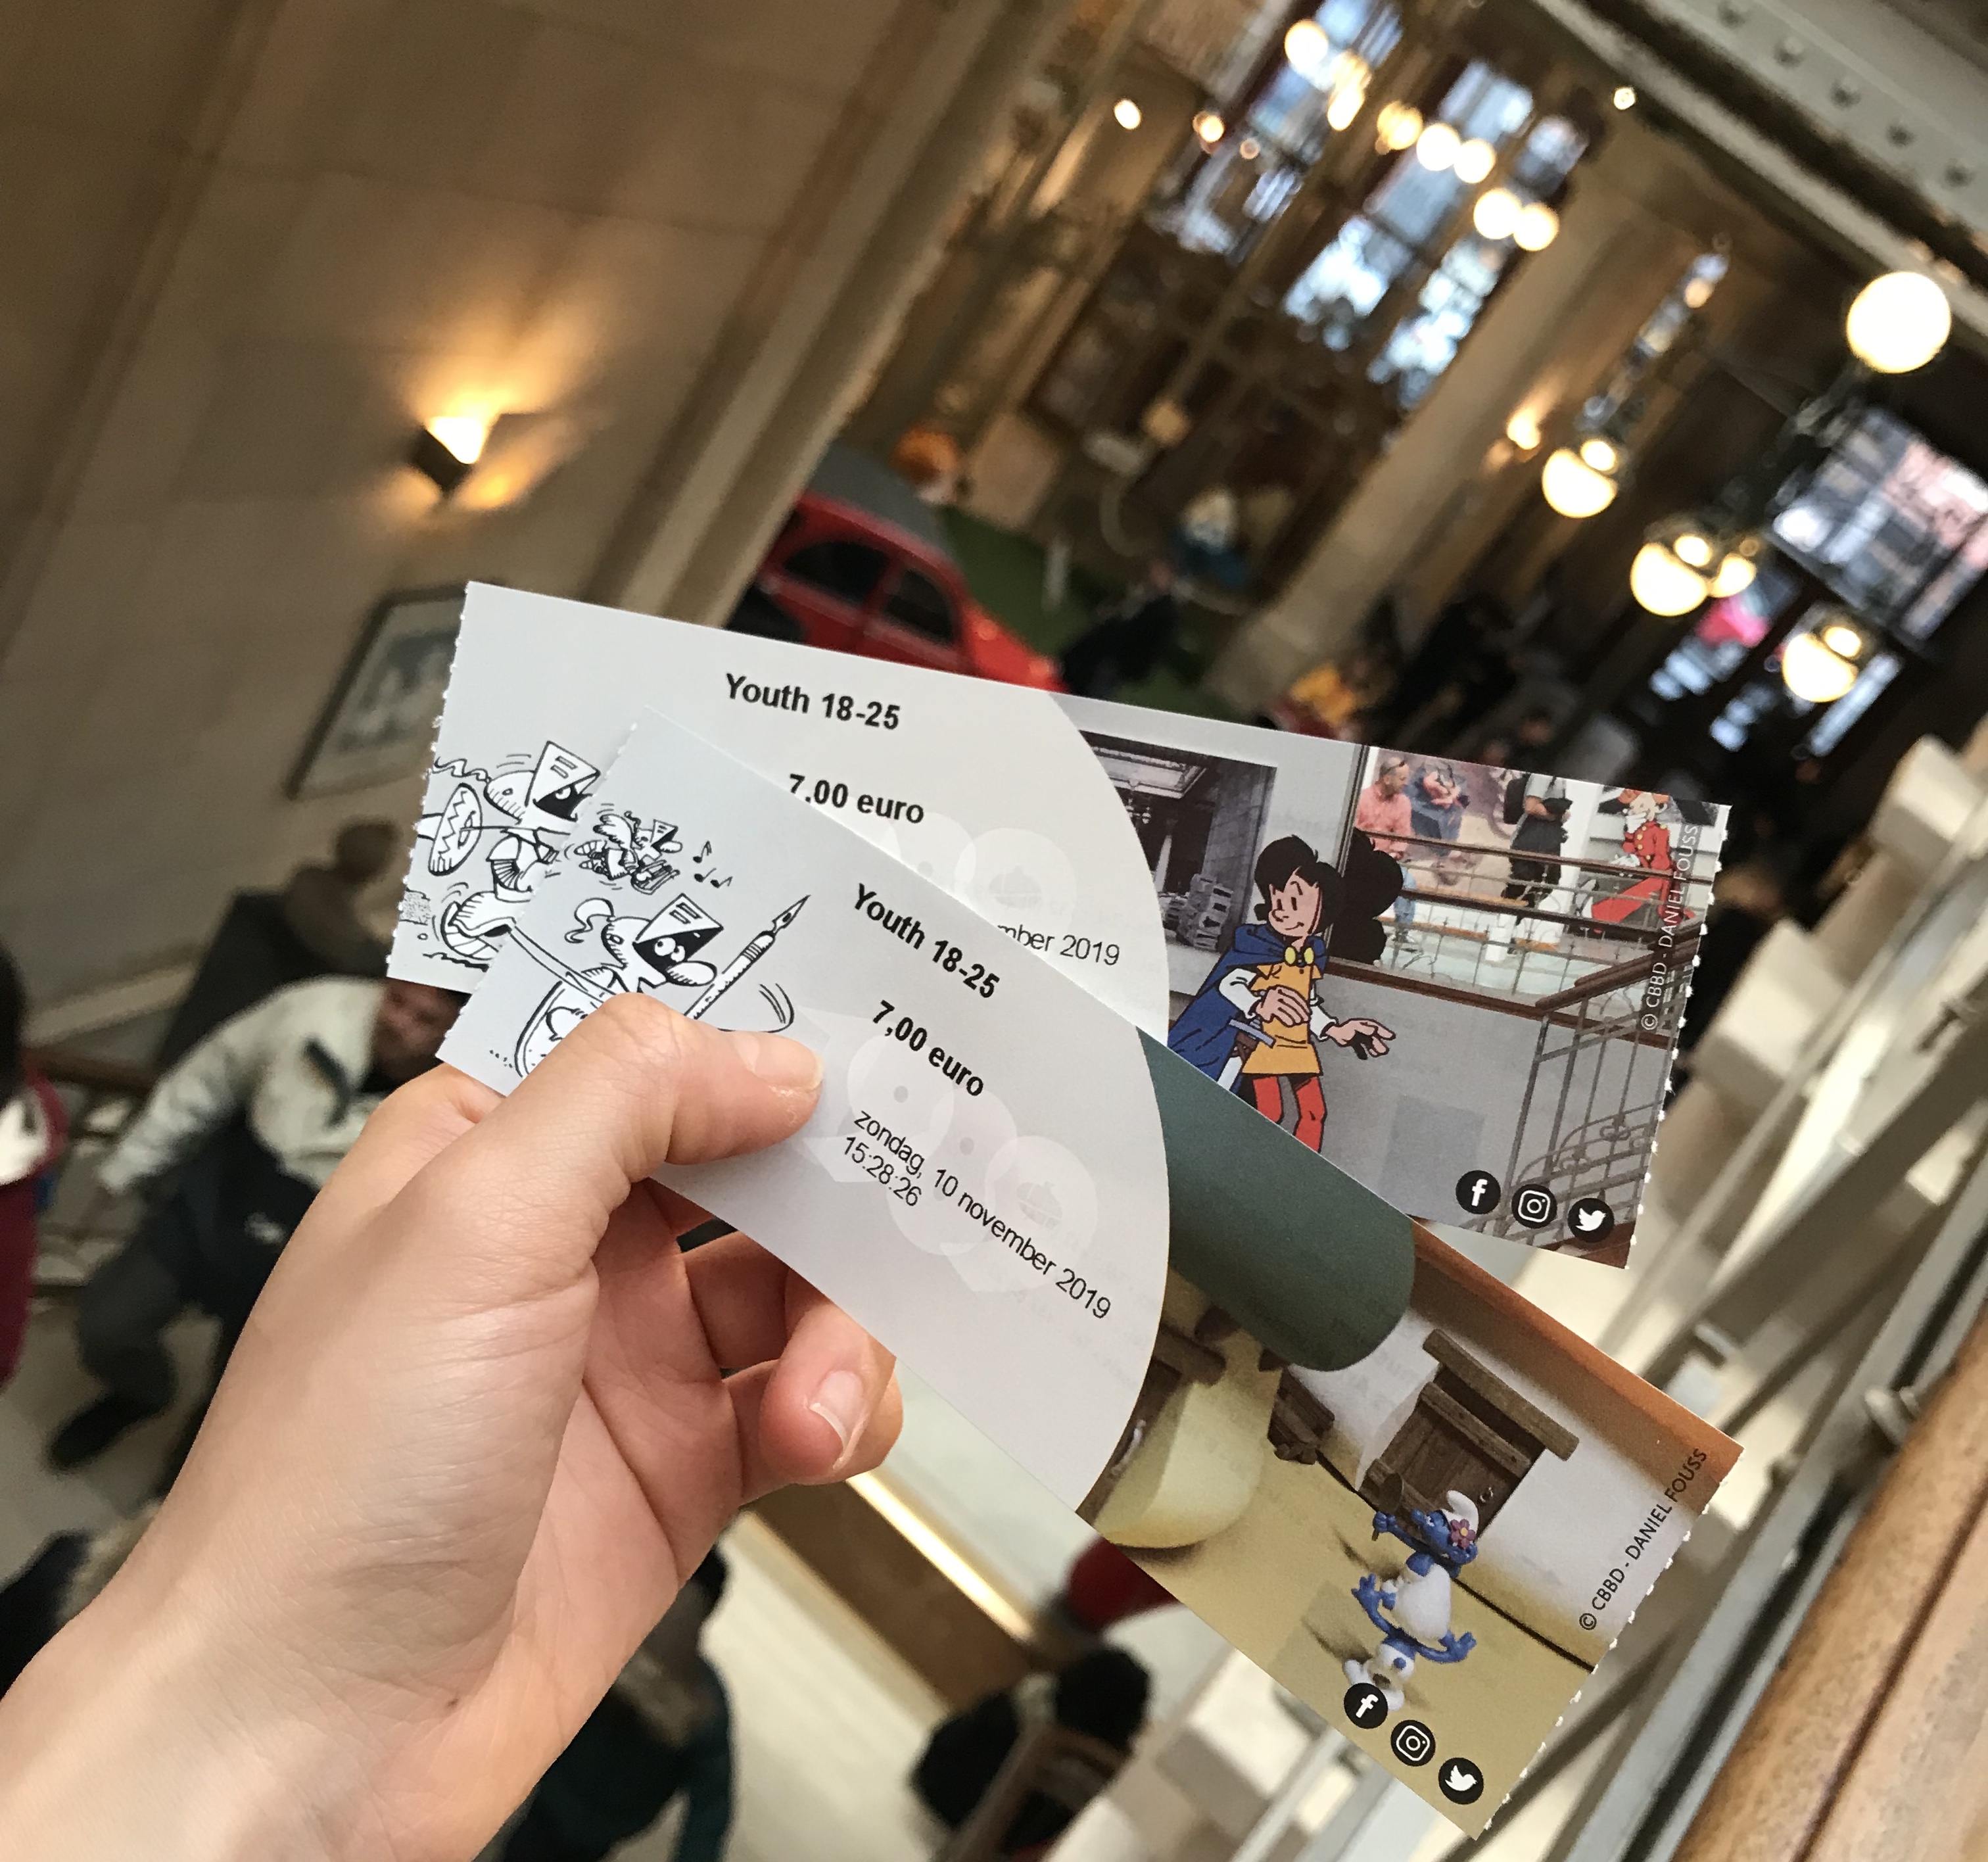 Youth 18-25
7,00 euro
mber 2019
© CBBD - DANIEL FOUSS
Youth 18-25
7,00 euro
zondag, 10 november 2019
15:28:26
© CBBD - DANIEL FOUSS